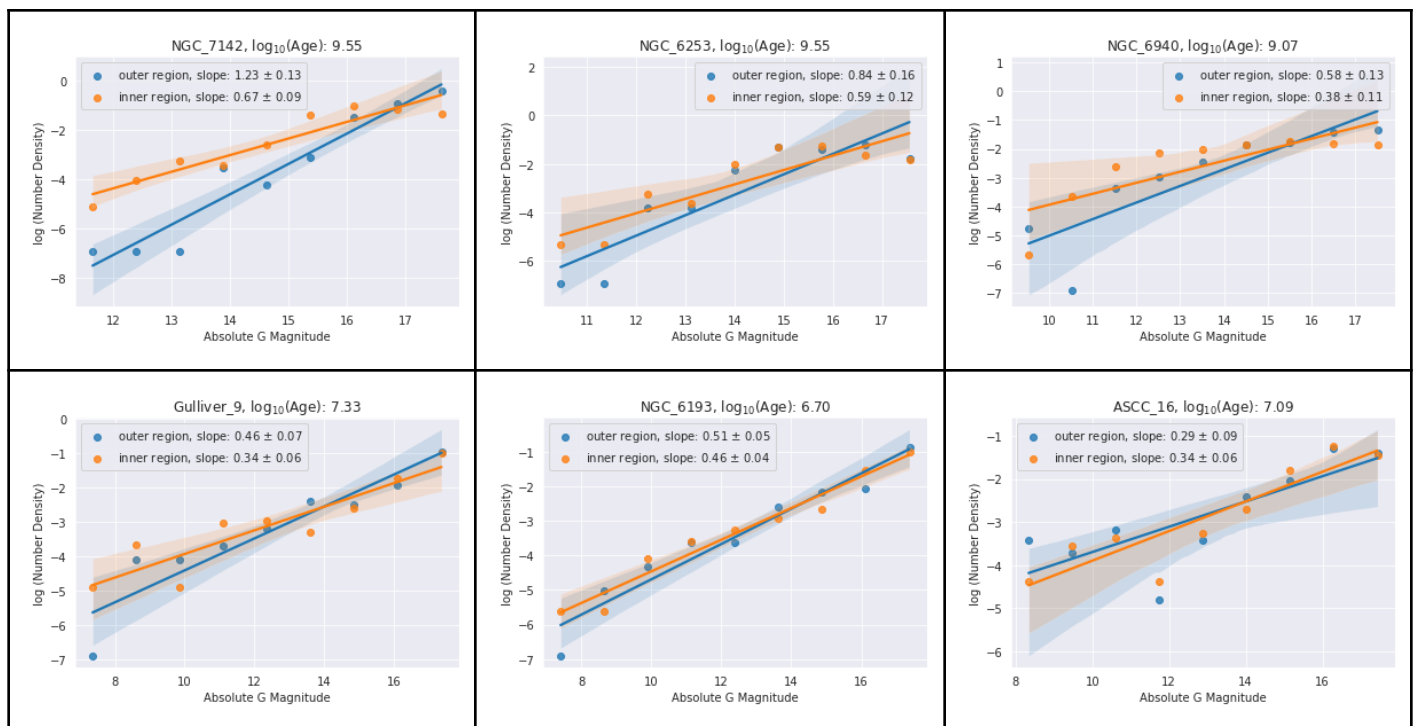 NGC_7142, log₁₀(Age): 9.55
outer region, slope: 1.23 ± 0.13
inner region, slope: 0.67 ± 0.09
log (Number Density)
0
−2
−4
−6
−8
12 13 14 15 16 17
Absolute G Magnitude
NGC_6253, log₁₀(Age): 9.55
outer region, slope: 0.84 ± 0.16
inner region, slope: 0.59 ± 0.12
log (Number Density)
2
0
−2
−4
−6
11 12 13 14 15 16 17
Absolute G Magnitude
NGC_6940, log₁₀(Age): 9.07
outer region, slope: 0.58 ± 0.13
inner region, slope: 0.38 ± 0.11
log (Number Density)
1
0
−1
−2
−3
−4
−5
−6
−7
10 11 12 13 14 15 16 17
Absolute G Magnitude
Gulliver_9, log₁₀(Age): 7.33
outer region, slope: 0.46 ± 0.07
inner region, slope: 0.34 ± 0.06
log (Number Density)
0
−1
−2
−3
−4
−5
−6
−7
8 10 12 14 16
Absolute G Magnitude
NGC_6193, log₁₀(Age): 6.70
outer region, slope: 0.51 ± 0.05
inner region, slope: 0.46 ± 0.04
log (Number Density)
−1
−2
−3
−4
−5
−6
−7
8 10 12 14 16
Absolute G Magnitude
ASCC_16, log₁₀(Age): 7.09
outer region, slope: 0.29 ± 0.09
inner region, slope: 0.34 ± 0.06
log (Number Density)
−1
−2
−3
−4
−5
−6
8 10 12 14 16
Absolute G Magnitude